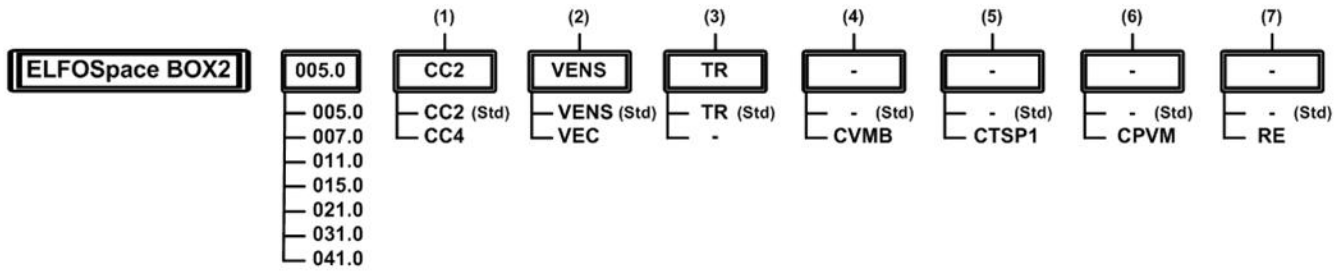 (1) (2) (3) (4) (5) (6) (7)
ELFOSpace BOX2 005.0 CC2 VENS TR - - - -
005.0 CC2 (Std) VENS (Std) TR (Std) - (Std) - (Std) - (Std) - (Std)
007.0 CC4 VEC - CVMB CTSP1 CPVM RE
011.0
015.0
021.0
031.0
041.0